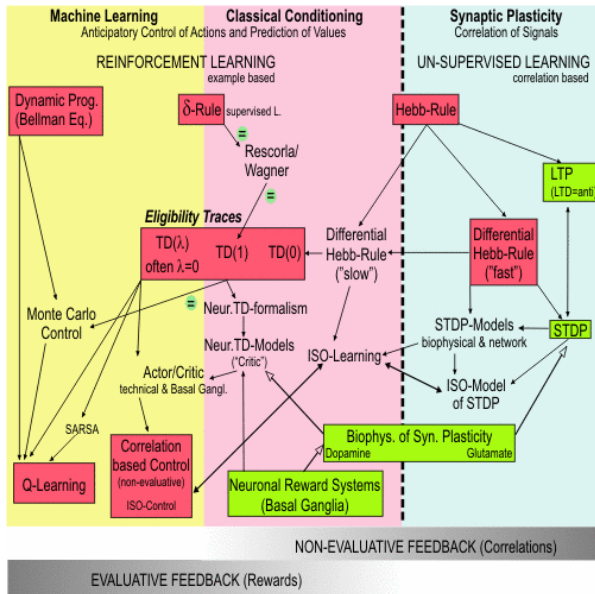 Machine Learning
Classical Conditioning
Synaptic Plasticity
Anticipatory Control of Actions and Prediction of Values
Correlation of Signals
REINFORCEMENT LEARNING
example based
UN-SUPERVISED LEARNING
correlation based
Dynamic Prog.
(Bellman Eq.)
δ-Rule
supervised L.
Hebb-Rule
=
Rescorla/
Wagner
LTP
(LTD=anti)
=
Eligibility Traces
TD(λ)
often λ=0
TD(1)
TD(0)
Differential
Hebb-Rule
("slow")
Differential
Hebb-Rule
("fast")
=
Neur.TD-formalism
Monte Carlo
Control
STDP-Models
biophysical & network
STDP
Neur.TD-Models
("Critic")
ISO-Learning
Actor/Critic
technical & Basal Gangl.
ISO-Model
of STDP
SARSA
Biophys. of Syn. Plasticity
Dopamine
Glutamate
Correlation
based Control
(non-evaluative)
ISO-Control
Q-Learning
Neuronal Reward Systems
(Basal Ganglia)
NON-EVALUATIVE FEEDBACK (Correlations)
EVALUATIVE FEEDBACK (Rewards)